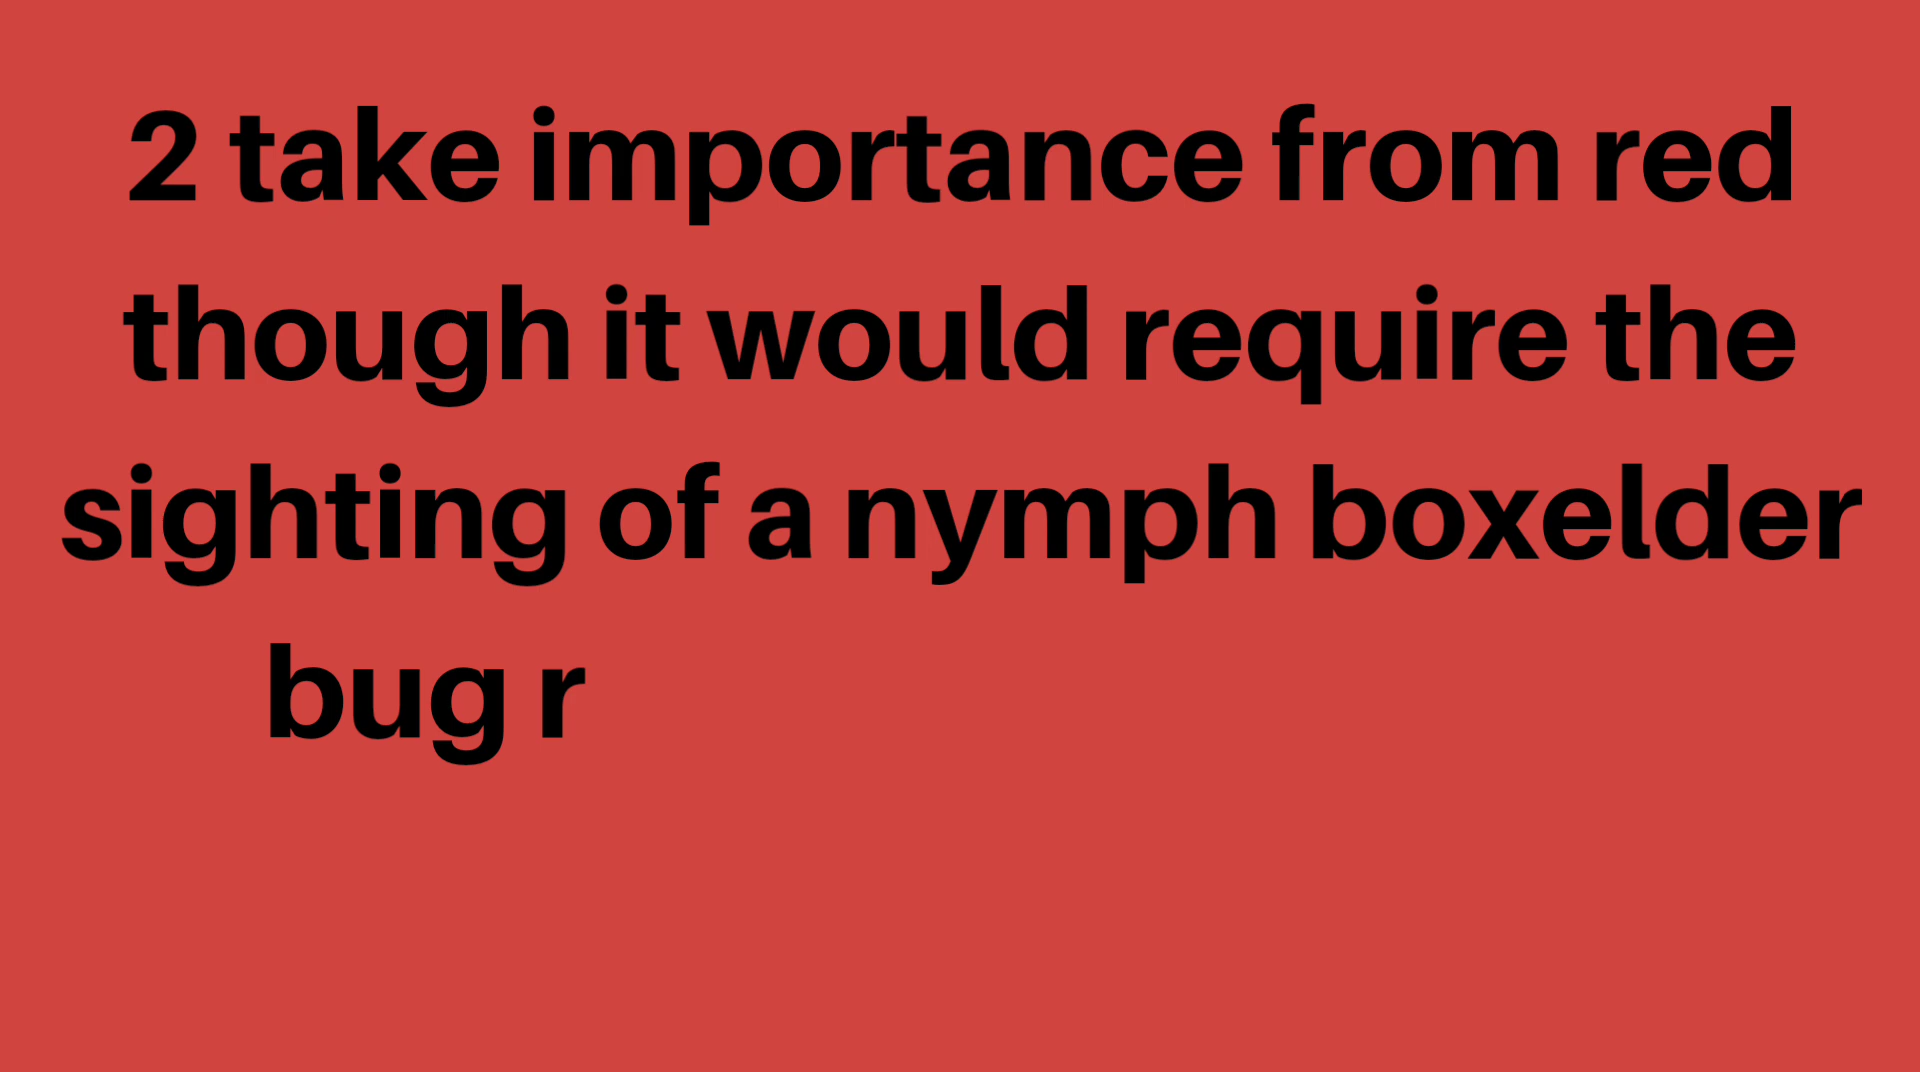 2 take importance from red
though it would require the
sighting of a nymph boxelder
bug r